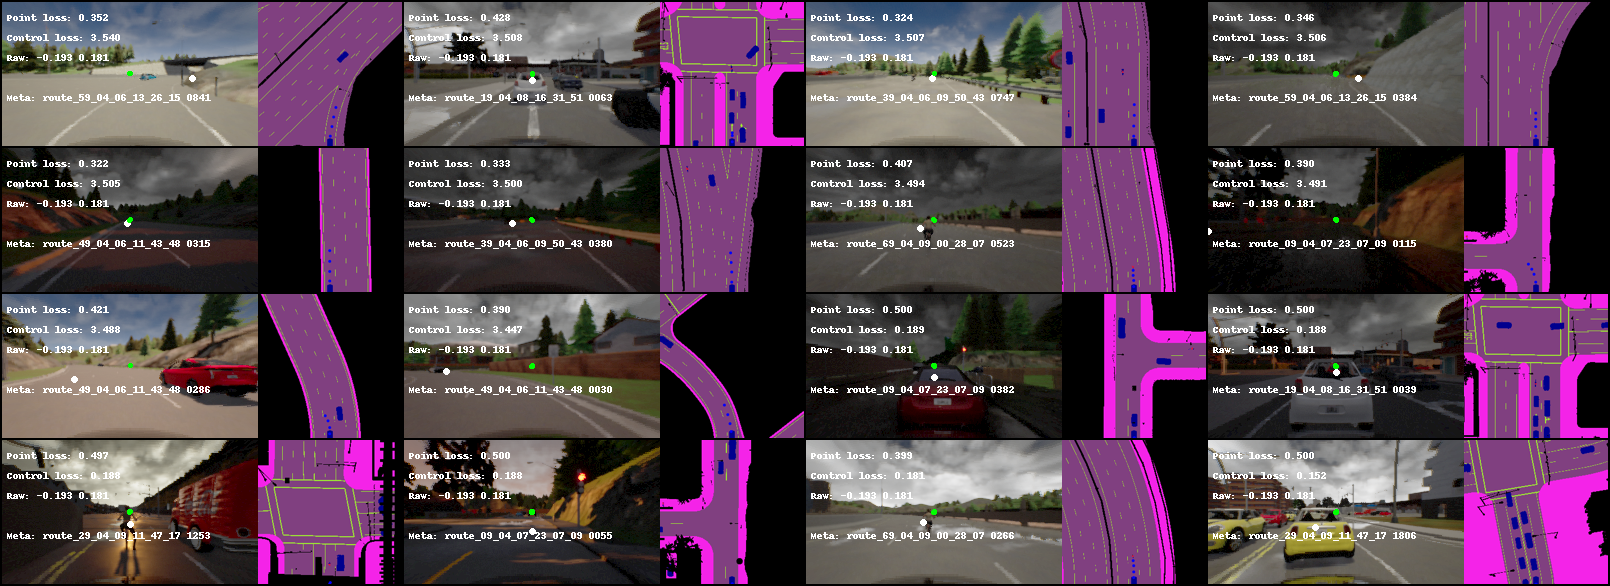 Point loss: 0.352
Control loss: 3.540
Raw: -0.193 0.181
Meta: route_59_04_06_13_26_15 0841
Point loss: 0.428
Control loss: 3.508
Raw: -0.193 0.181
Meta: route_19_04_08_16_31_51 0063
Point loss: 0.324
Control loss: 3.507
Raw: -0.193 0.181
Meta: route_39_04_06_09_50_43 0747
Point loss: 0.346
Control loss: 3.506
Raw: -0.193 0.181
Meta: route_59_04_06_13_26_15 0384
Point loss: 0.322
Control loss: 3.505
Raw: -0.193 0.181
Meta: route_49_04_06_11_43_48 0315
Point loss: 0.333
Control loss: 3.500
Raw: -0.193 0.181
Meta: route_39_04_06_09_50_43 0380
Point loss: 0.407
Control loss: 3.494
Raw: -0.193 0.181
Meta: route_69_04_09_00_28_07 0523
Point loss: 0.390
Control loss: 3.491
Raw: -0.193 0.181
Meta: route_09_04_07_23_07_09 0115
Point loss: 0.421
Control loss: 3.488
Raw: -0.193 0.181
Meta: route_49_04_06_11_43_48 0286
Point loss: 0.390
Control loss: 3.447
Raw: -0.193 0.181
Meta: route_49_04_06_11_43_48 0030
Point loss: 0.500
Control loss: 0.189
Raw: -0.193 0.181
Meta: route_09_04_07_23_07_09 0382
Point loss: 0.500
Control loss: 0.188
Raw: -0.193 0.181
Meta: route_19_04_08_16_31_51 0039
Point loss: 0.497
Control loss: 0.188
Raw: -0.193 0.181
Meta: route_29_04_09_11_47_17 1253
Point loss: 0.500
Control loss: 0.188
Raw: -0.193 0.181
Meta: route_09_04_07_23_07_09 0055
Point loss: 0.399
Control loss: 0.181
Raw: -0.193 0.181
Meta: route_69_04_09_00_28_07 0266
Point loss: 0.500
Control loss: 0.152
Raw: -0.193 0.181
Meta: route_29_04_09_11_47_17 1806